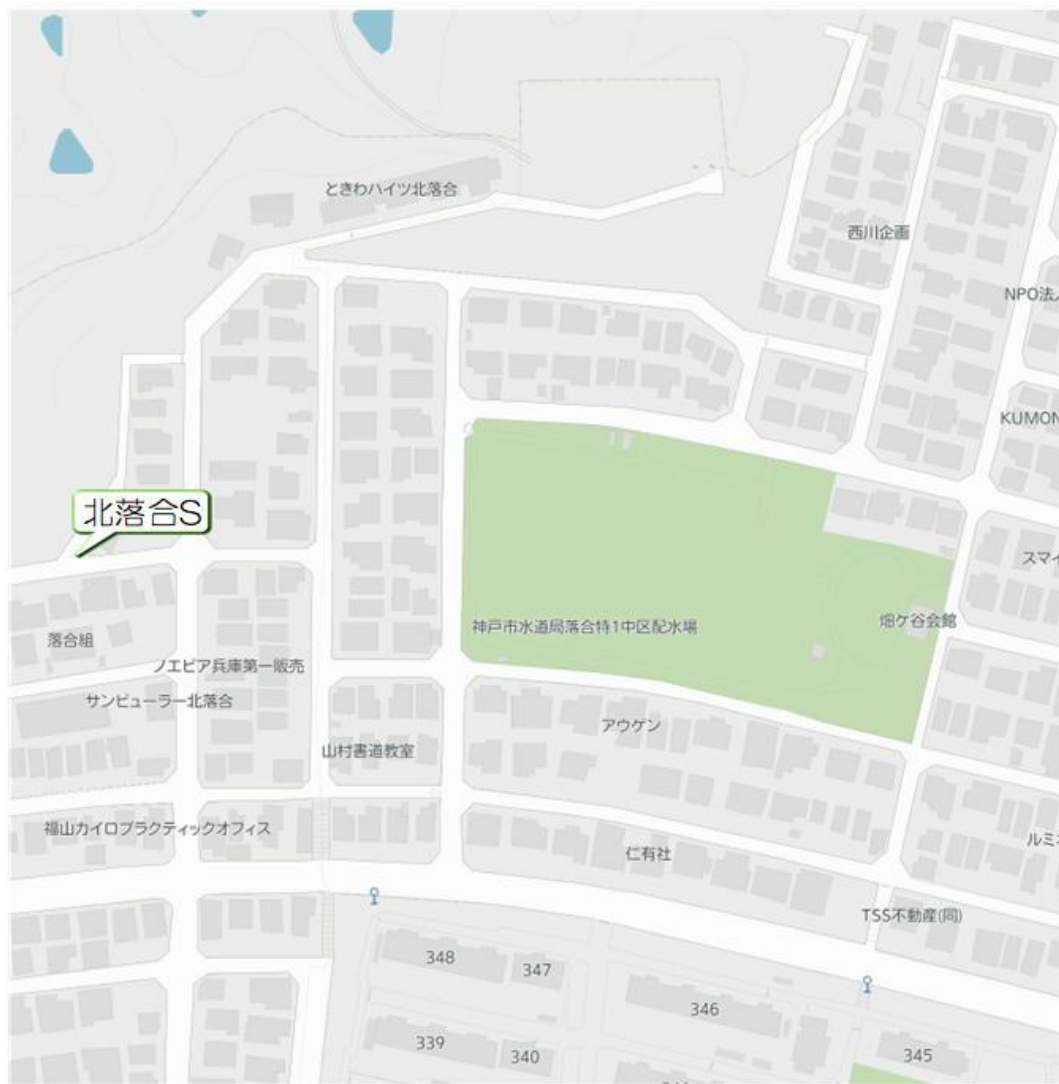 ときわハイツ北落合
西川企画
NPO法人
KUMON
北落合S
スマイ
神戸市水道局落合特1中区配水場
畑ケ谷会館
落合組
ノエビア兵庫第一販売
サンビューラー北落合
アウゲン
山村書道教室
福山カイロプラクティックオフィス
仁有社
ルミネ
TSS不動産(同)
348
347
346
339
340
345